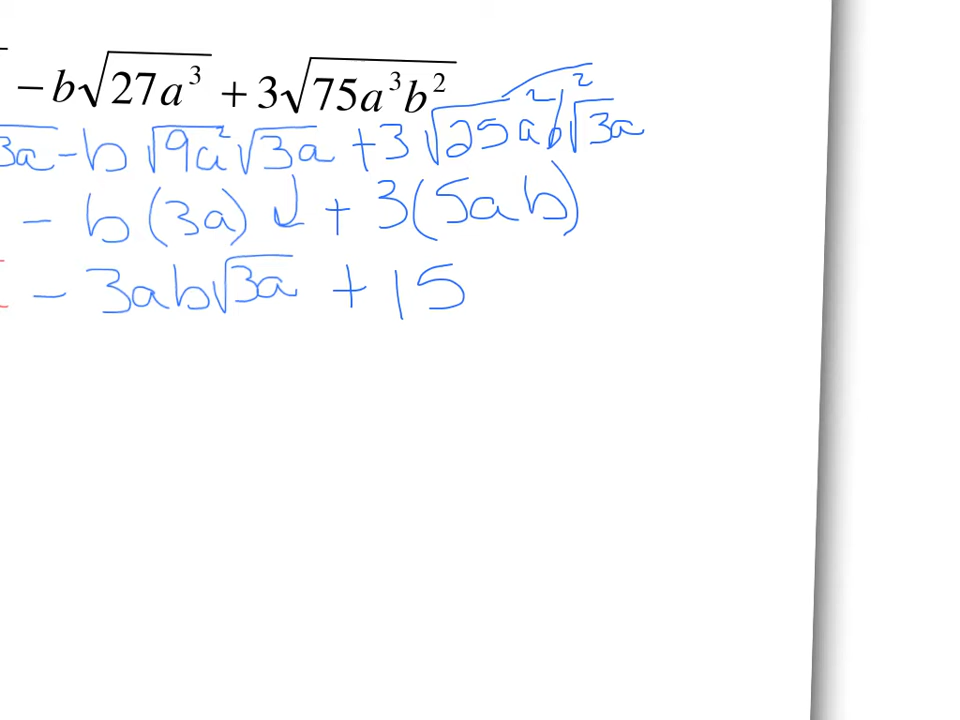 − b√27a³ + 3√75a³b²
3a − b √9a² √3a + 3 √25a²b² √3a
− b (3a) ↓ + 3(5ab)
− 3ab√3a + 15